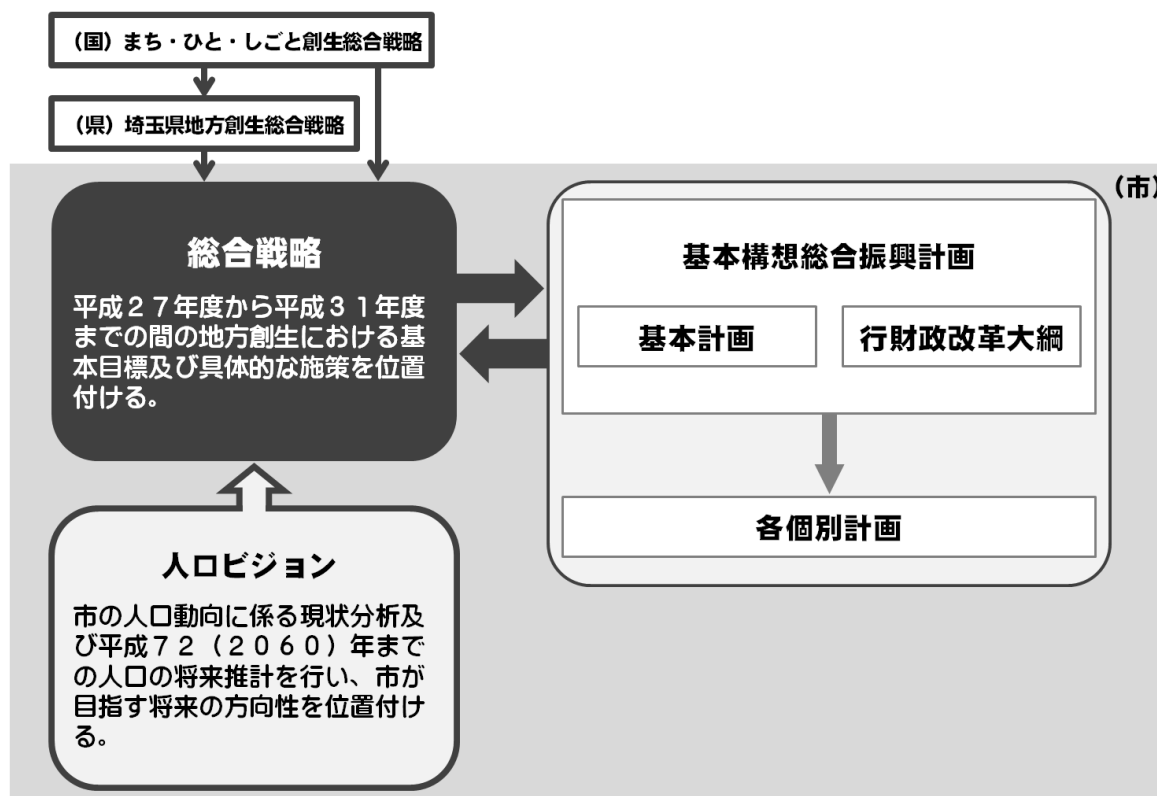 （国）まち・ひと・しごと創生総合戦略
（県）埼玉県地方創生総合戦略
（市）
総合戦略
平成２７年度から平成３１年度
までの間の地方創生における基
本目標及び具体的な施策を位置
付ける。
基本構想総合振興計画
基本計画
行財政改革大綱
各個別計画
人口ビジョン
市の人口動向に係る現状分析及
び平成７２（２０６０）年まで
の人口の将来推計を行い、市が
目指す将来の方向性を位置付け
る。